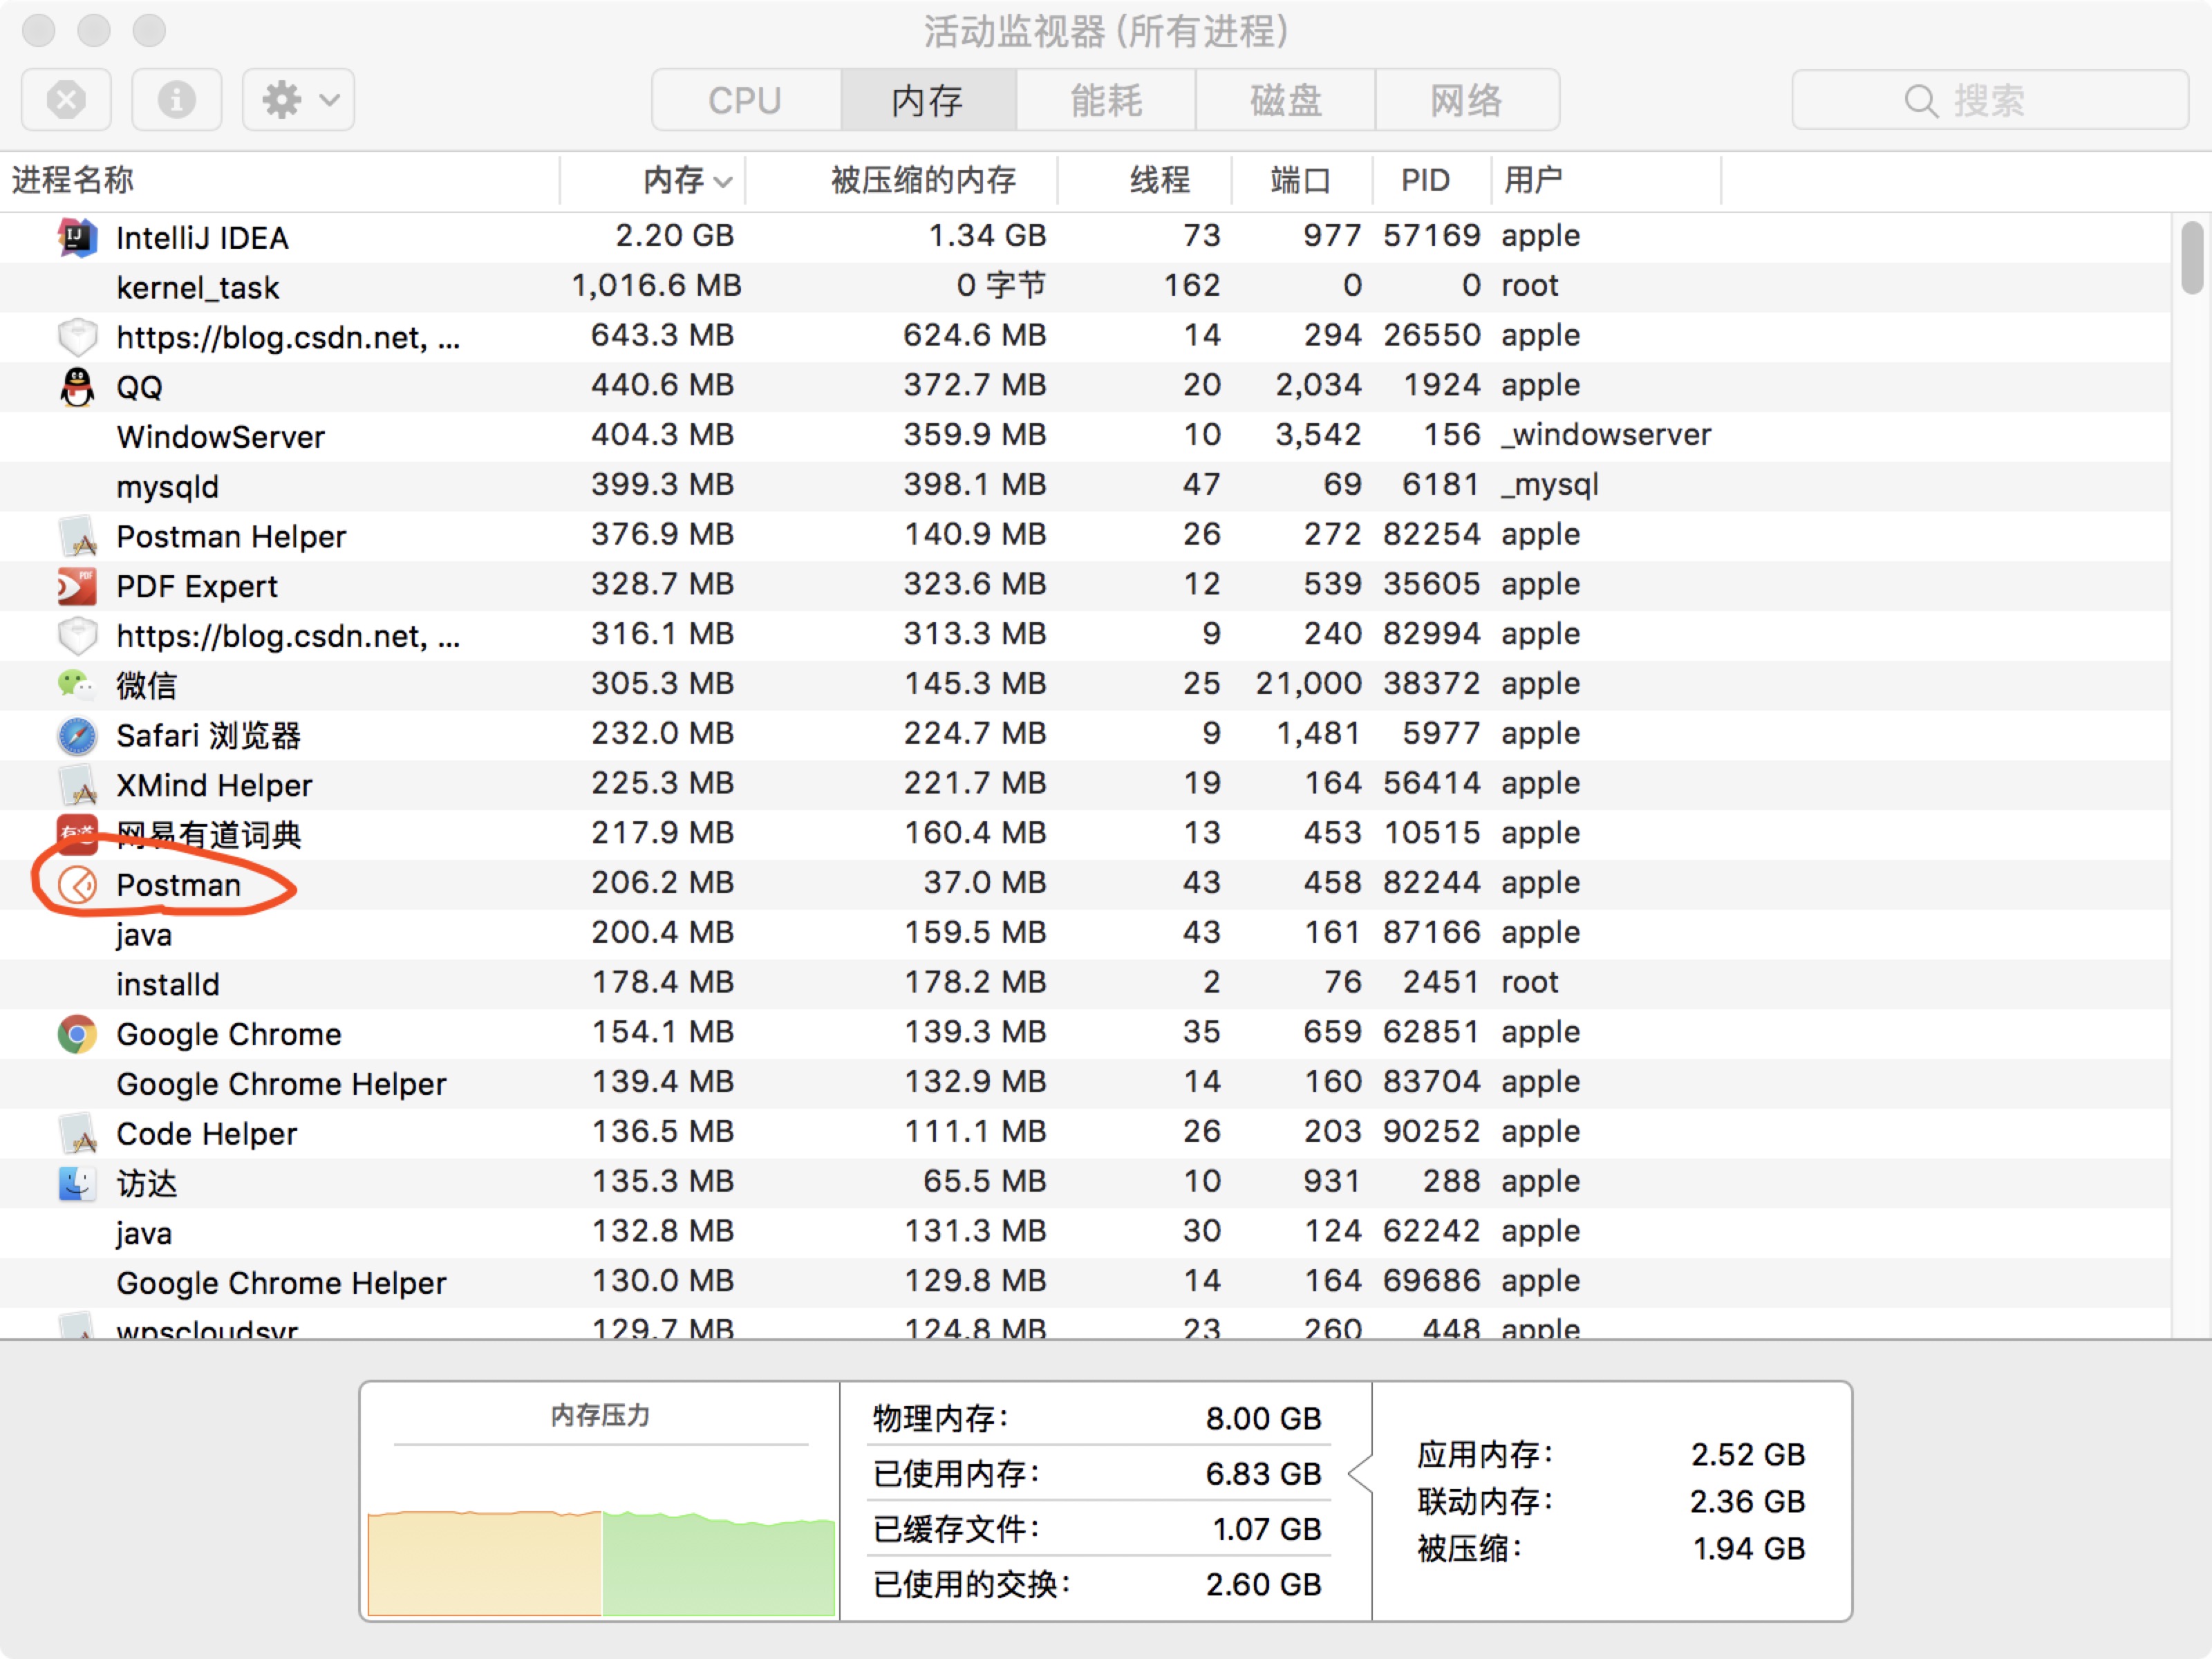 活动监视器 (所有进程)
CPU 内存 能耗 磁盘 网络 搜索
进程名称 内存 被压缩的内存 线程 端口 PID 用户
IntelliJ IDEA 2.20 GB 1.34 GB 73 977 57169 apple
kernel_task 1,016.6 MB 0 字节 162 0 0 root
https://blog.csdn.net, ... 643.3 MB 624.6 MB 14 294 26550 apple
QQ 440.6 MB 372.7 MB 20 2,034 1924 apple
WindowServer 404.3 MB 359.9 MB 10 3,542 156 _windowserver
mysqld 399.3 MB 398.1 MB 47 69 6181 _mysql
Postman Helper 376.9 MB 140.9 MB 26 272 82254 apple
PDF Expert 328.7 MB 323.6 MB 12 539 35605 apple
https://blog.csdn.net, ... 316.1 MB 313.3 MB 9 240 82994 apple
微信 305.3 MB 145.3 MB 25 21,000 38372 apple
Safari 浏览器 232.0 MB 224.7 MB 9 1,481 5977 apple
XMind Helper 225.3 MB 221.7 MB 19 164 56414 apple
网易有道词典 217.9 MB 160.4 MB 13 453 10515 apple
Postman 206.2 MB 37.0 MB 43 458 82244 apple
java 200.4 MB 159.5 MB 43 161 87166 apple
installd 178.4 MB 178.2 MB 2 76 2451 root
Google Chrome 154.1 MB 139.3 MB 35 659 62851 apple
Google Chrome Helper 139.4 MB 132.9 MB 14 160 83704 apple
Code Helper 136.5 MB 111.1 MB 26 203 90252 apple
访达 135.3 MB 65.5 MB 10 931 288 apple
java 132.8 MB 131.3 MB 30 124 62242 apple
Google Chrome Helper 130.0 MB 129.8 MB 14 164 69686 apple
wpscloudsvr 129.7 MB 124.8 MB 23 260 448 apple
内存压力
物理内存： 8.00 GB
已使用内存： 6.83 GB
已缓存文件： 1.07 GB
已使用的交换： 2.60 GB
应用内存： 2.52 GB
联动内存： 2.36 GB
被压缩： 1.94 GB